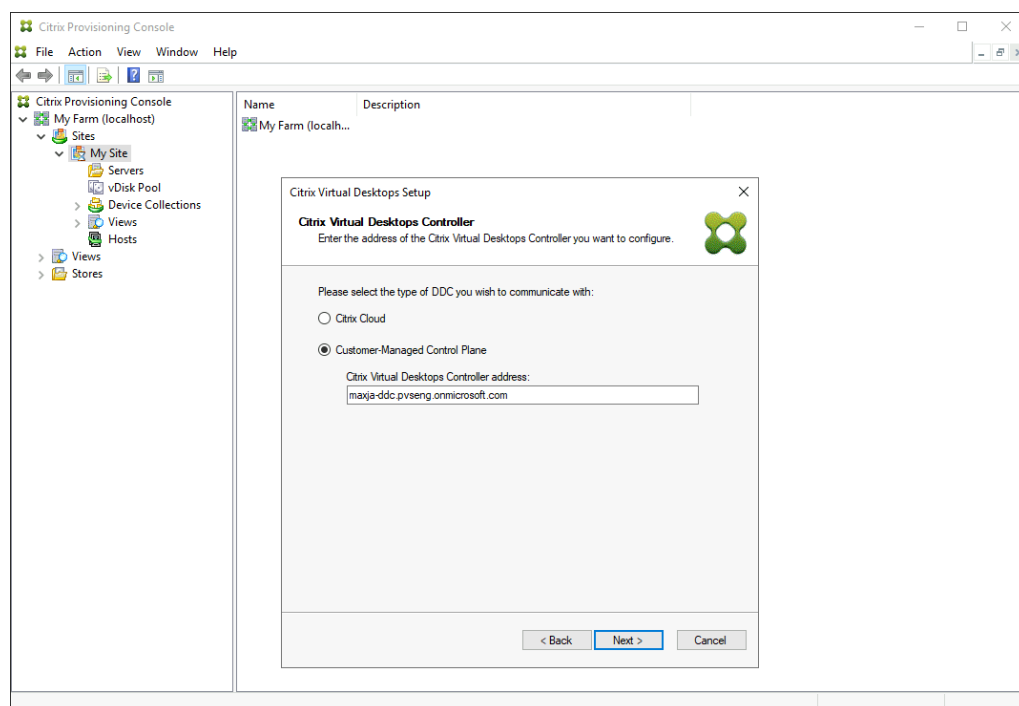 Citrix Provisioning Console
File Action View Window Help
Citrix Provisioning Console
My Farm (localhost)
Sites
My Site
Servers
vDisk Pool
Device Collections
Views
Hosts
Views
Stores
Name Description
My Farm (localh...
Citrix Virtual Desktops Setup
Citrix Virtual Desktops Controller
Enter the address of the Citrix Virtual Desktops Controller you want to configure.
Please select the type of DDC you wish to communicate with:
Citrix Cloud
Customer-Managed Control Plane
Citrix Virtual Desktops Controller address:
maxja-ddc.pvseng.onmicrosoft.com
< Back Next > Cancel